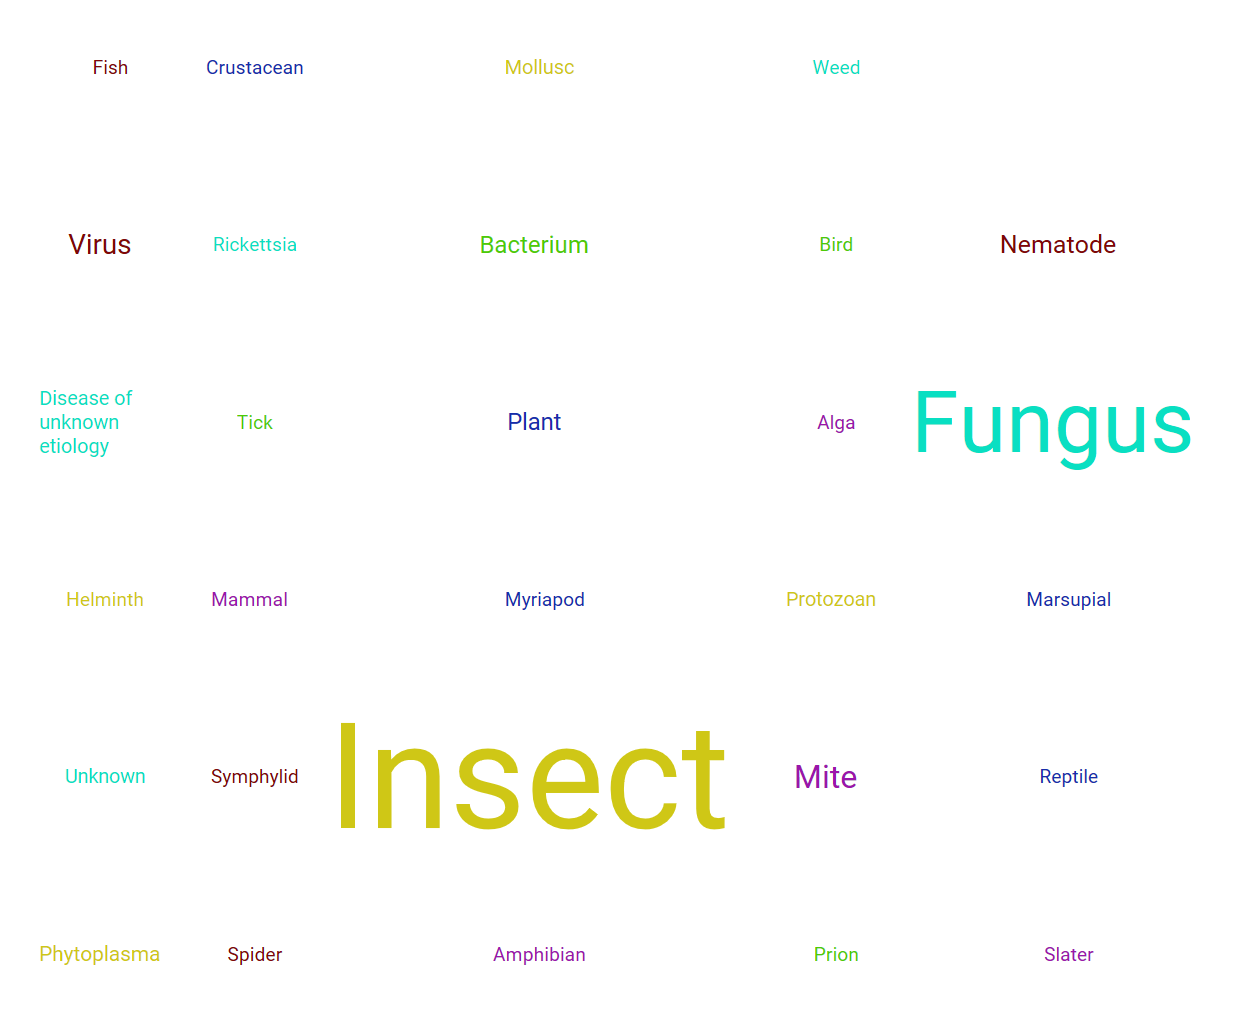 Fish
Crustacean
Mollusc
Weed
Virus
Rickettsia
Bacterium
Bird
Nematode
Disease of
unknown
etiology
Tick
Plant
Alga
Fungus
Helminth
Mammal
Myriapod
Protozoan
Marsupial
Unknown
Symphylid
Insect
Mite
Reptile
Phytoplasma
Spider
Amphibian
Prion
Slater